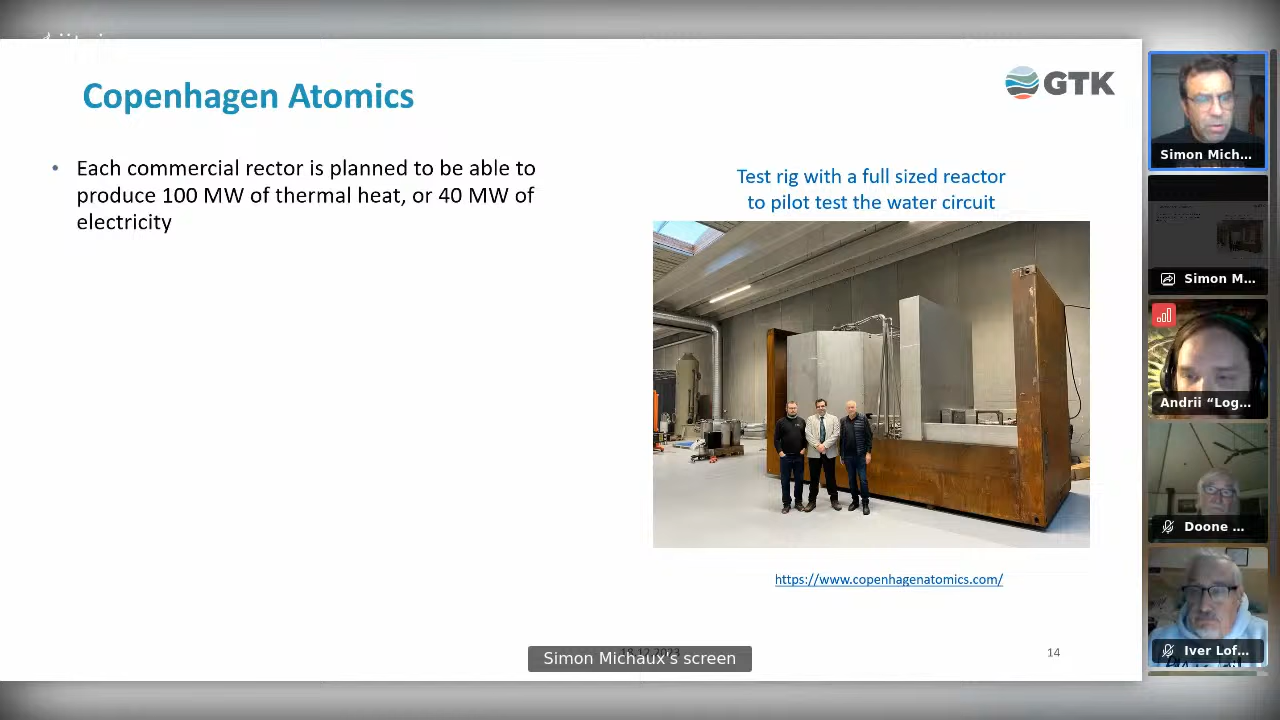 Copenhagen Atomics
GTK
• Each commercial rector is planned to be able to
produce 100 MW of thermal heat, or 40 MW of
electricity
Test rig with a full sized reactor
to pilot test the water circuit
https://www.copenhagenatomics.com/
14
Simon Michaux's screen
Simon Mich...
Simon M...
Andrii “Log...
Doone ...
Iver Lof...